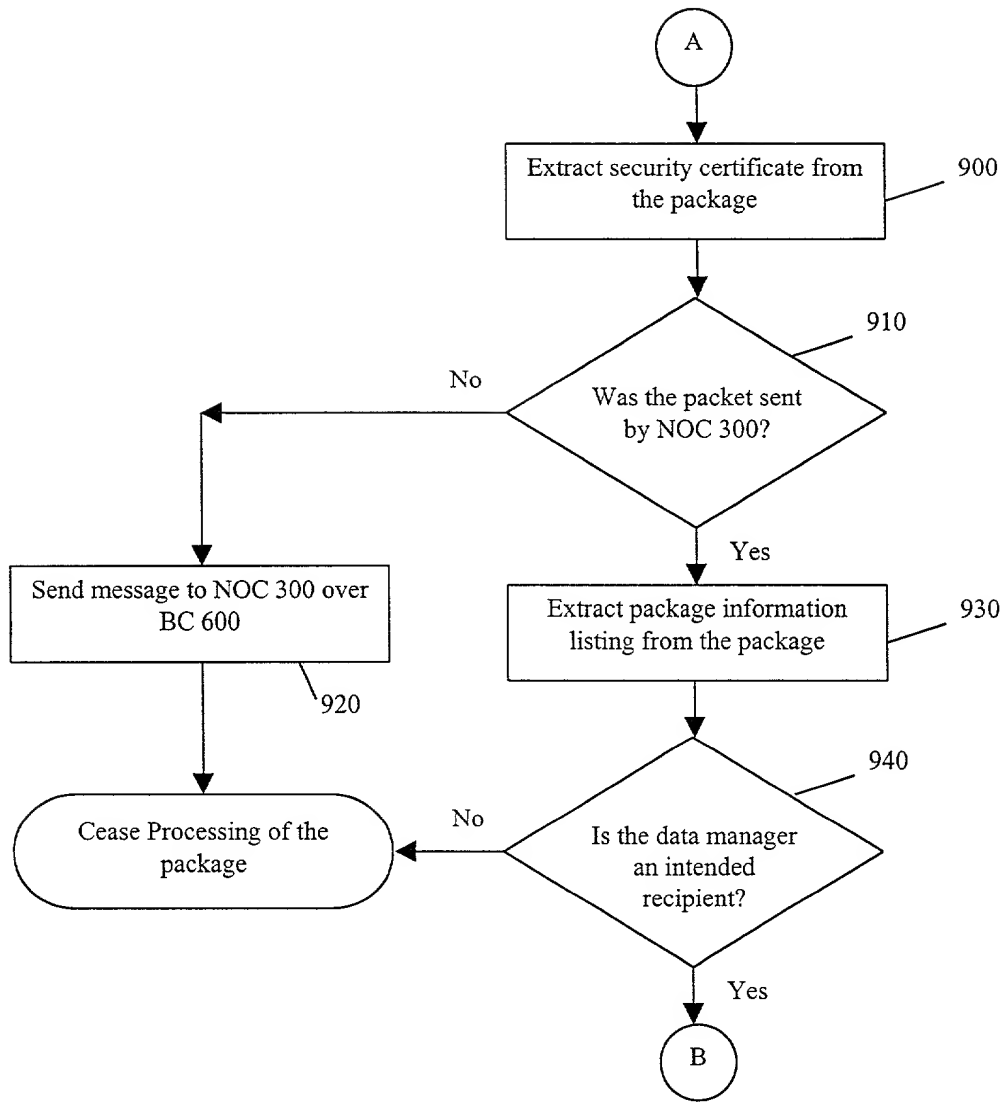 A
Extract security certificate from
the package
900
910
No
Was the packet sent
by NOC 300?
Yes
Send message to NOC 300 over
BC 600
920
Extract package information
listing from the package
930
940
No
Cease Processing of the
package
Is the data manager
an intended
recipient?
Yes
B